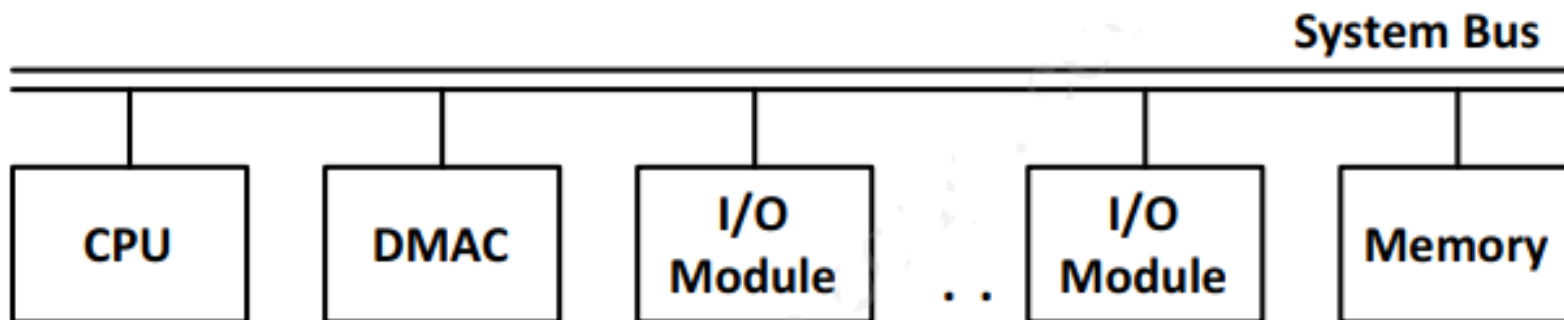 System Bus
CPU
DMAC
I/O
Module
. .
I/O
Module
Memory